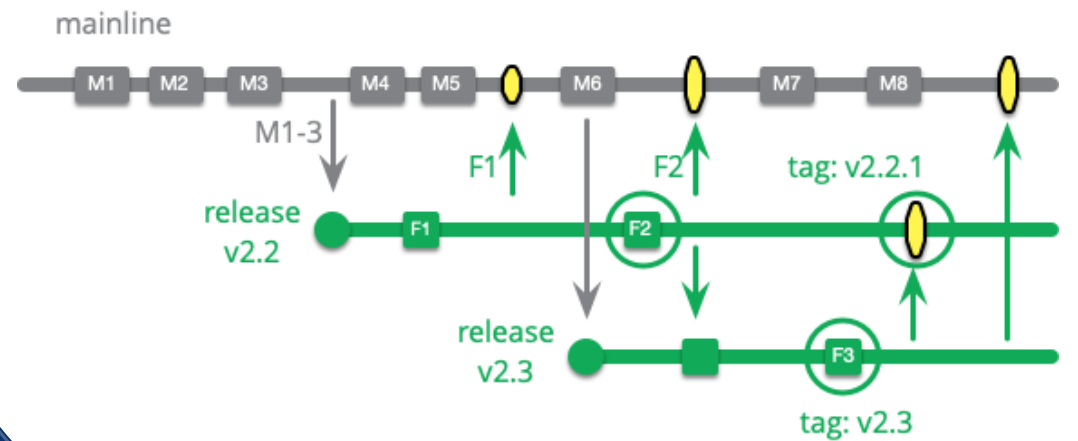 mainline
M1 M2 M3 M4 M5 M6 M7 M8
M1-3
F1
F2
tag: v2.2.1
release
v2.2
F1
F2
release
v2.3
F3
tag: v2.3